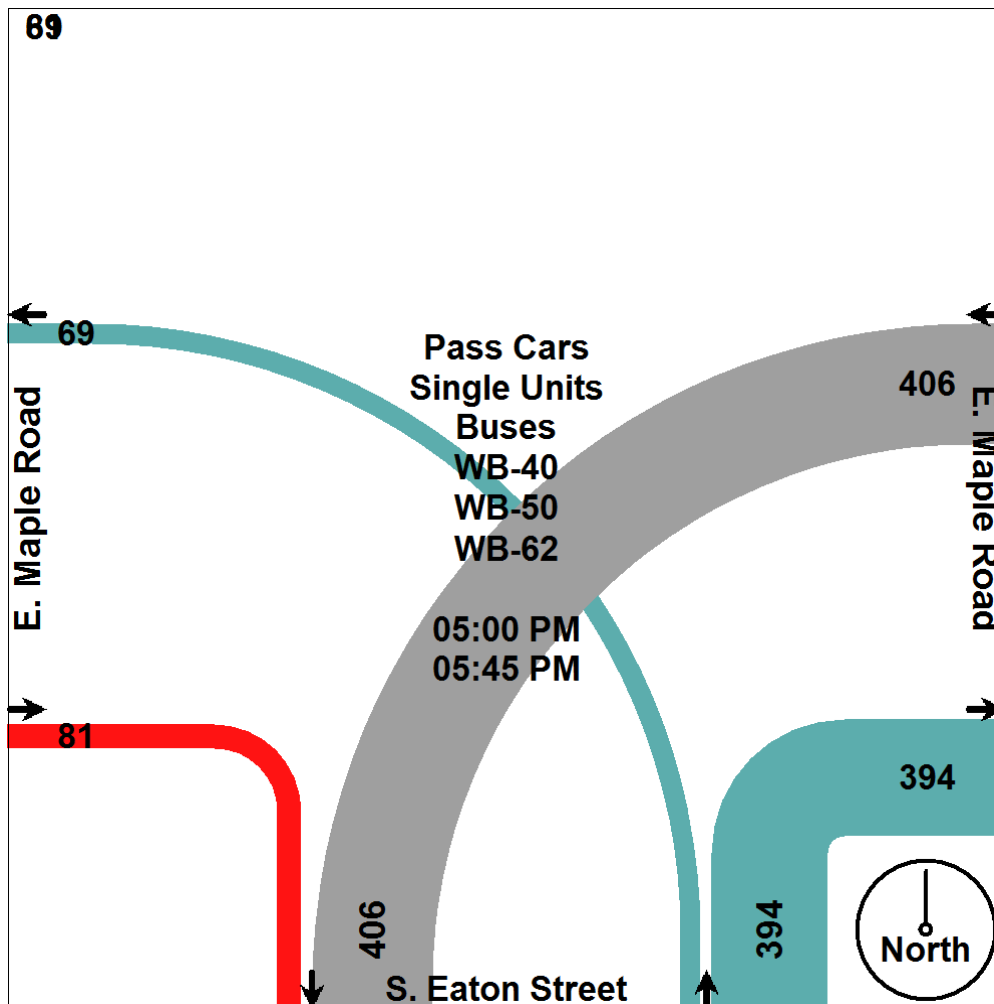 69
406
Pass Cars
Single Units
Buses
WB-40
WB-50
WB-62
E. Maple Road
E. Maple Road
05:00 PM
05:45 PM
81
394
406
394
North
S. Eaton Street